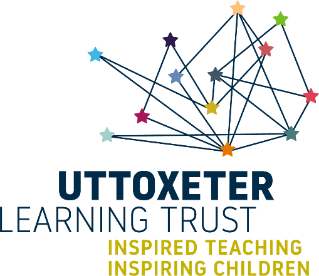 UTTOXETER
LEARNING TRUST
INSPIRED TEACHING
INSPIRING CHILDREN